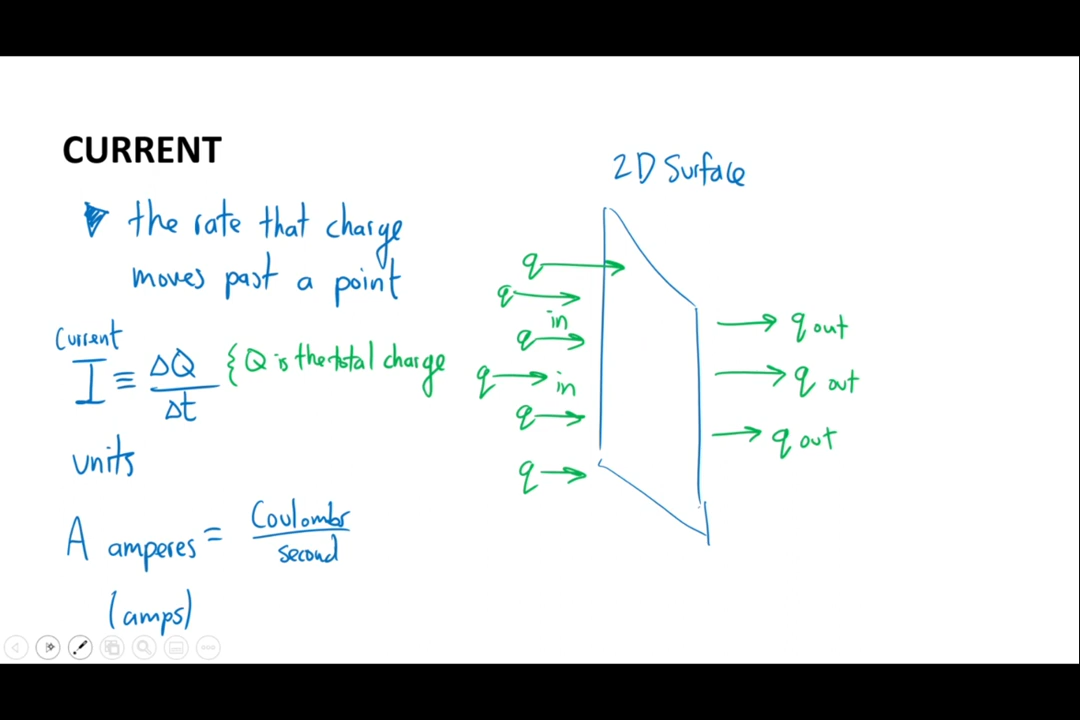 CURRENT
the rate that charge
moves past a point
Current
I ≡ ΔQ/Δt { Q is the total charge
units
A amperes = Coulombs/second
(amps)
2D Surface
q
q
in
q
q in
q
q
q out
q out
q out